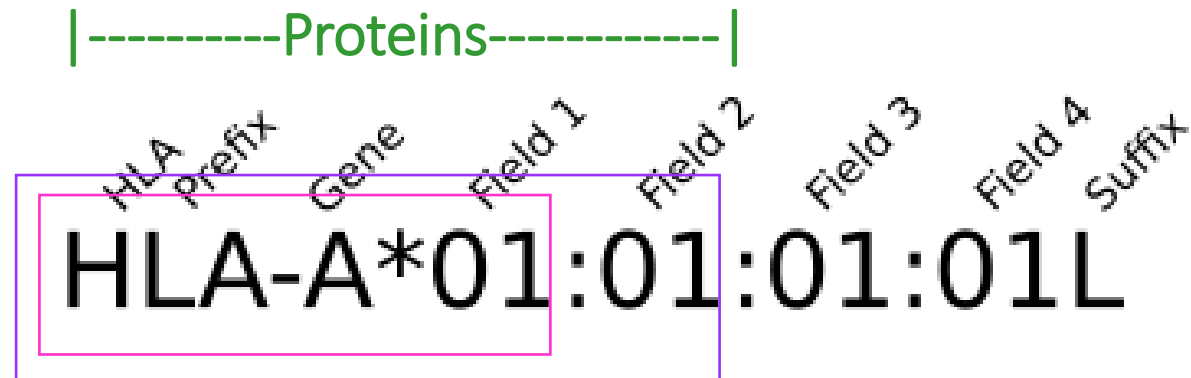 |----------Proteins------------|
HLA Prefix Gene Field 1 Field 2 Field 3 Field 4 Suffix
HLA-A*01:01:01:01L